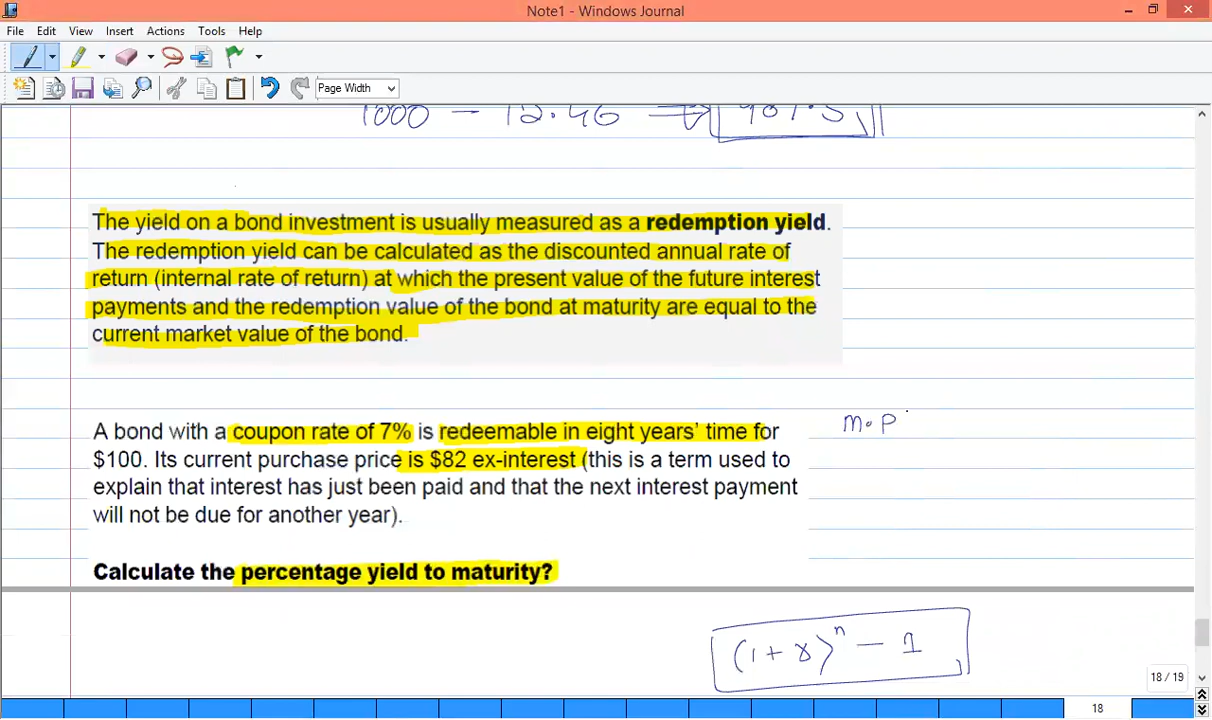 Note1 - Windows Journal
File Edit View Insert Actions Tools Help
Page Width
1000 — 12.46
The yield on a bond investment is usually measured as a redemption yield.
The redemption yield can be calculated as the discounted annual rate of
return (internal rate of return) at which the present value of the future interest
payments and the redemption value of the bond at maturity are equal to the
current market value of the bond.
A bond with a coupon rate of 7% is redeemable in eight years' time for
$100. Its current purchase price is $82 ex-interest (this is a term used to
explain that interest has just been paid and that the next interest payment
will not be due for another year).
m.p
Calculate the percentage yield to maturity?
(1+r)^n — 1
18 / 19
18